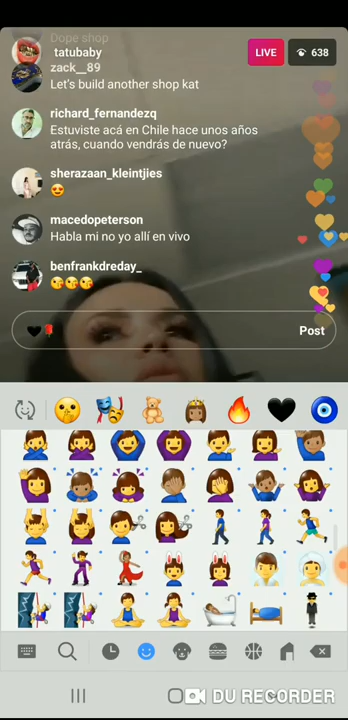 Dope shop
tatubaby
LIVE
638
zack__89
Let's build another shop kat
richard_fernandezq
Estuviste acá en Chile hace unos años
atrás, cuando vendrás de nuevo?
sherazaan_kleintjies
😍
macedopeterson
Habla mi no yo allí en vivo
benfrankdreday_
😘😘😘
Post
DU RECORDER